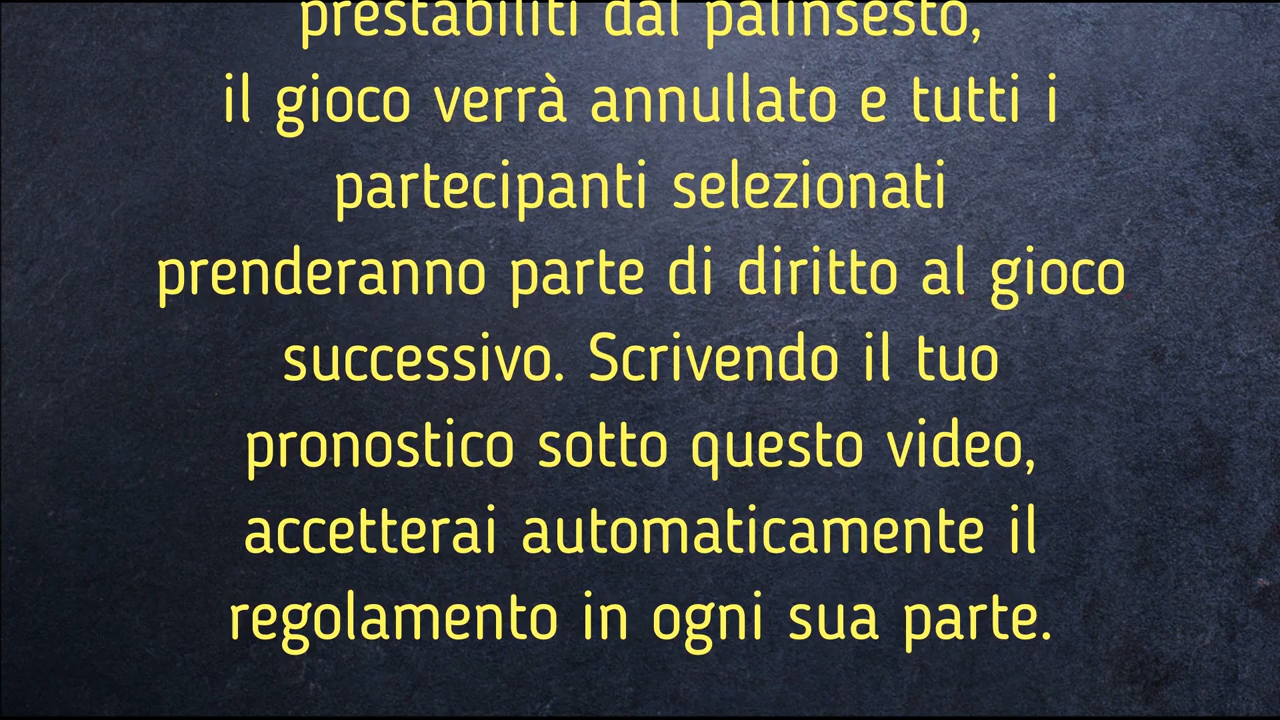 prestabiliti dal palinsesto,
il gioco verrà annullato e tutti i
partecipanti selezionati
prenderanno parte di diritto al gioco
successivo. Scrivendo il tuo
pronostico sotto questo video,
accetterai automaticamente il
regolamento in ogni sua parte.